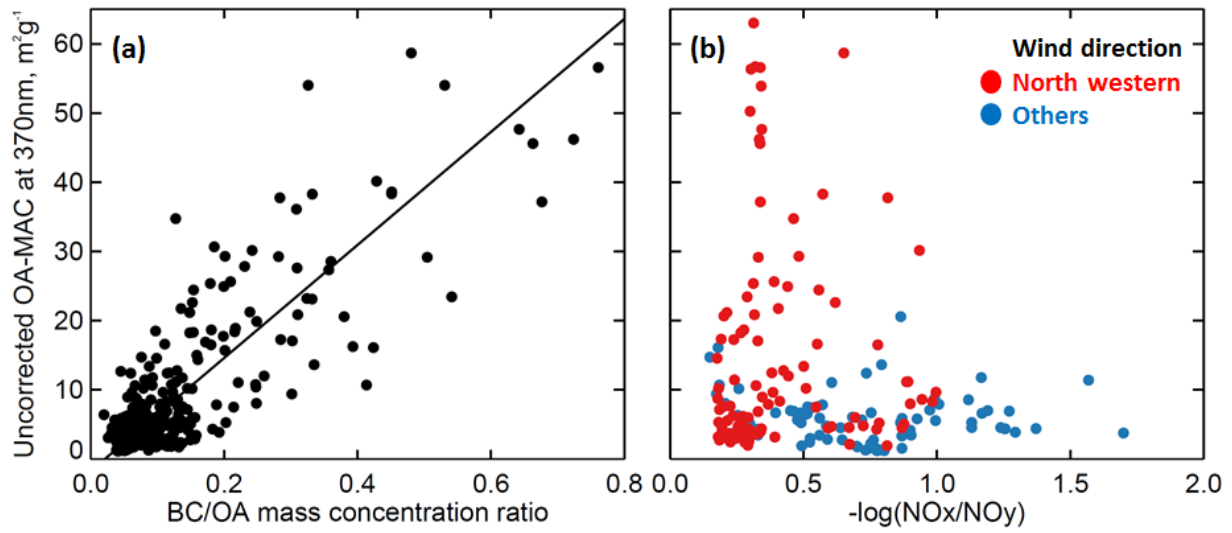 Uncorrected OA-MAC at 370nm, m²g⁻¹
60
50
40
30
20
10
0
(a)
0.0 0.2 0.4 0.6 0.8
BC/OA mass concentration ratio
(b)
Wind direction
North western
Others
0.0 0.5 1.0 1.5 2.0
-log(NOx/NOy)